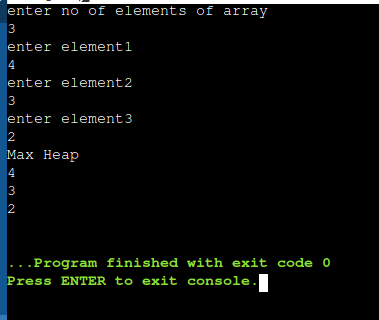 enter no of elements of array
3
enter element1
4
enter element2
3
enter element3
2
Max Heap
4
3
2
...Program finished with exit code 0
Press ENTER to exit console.